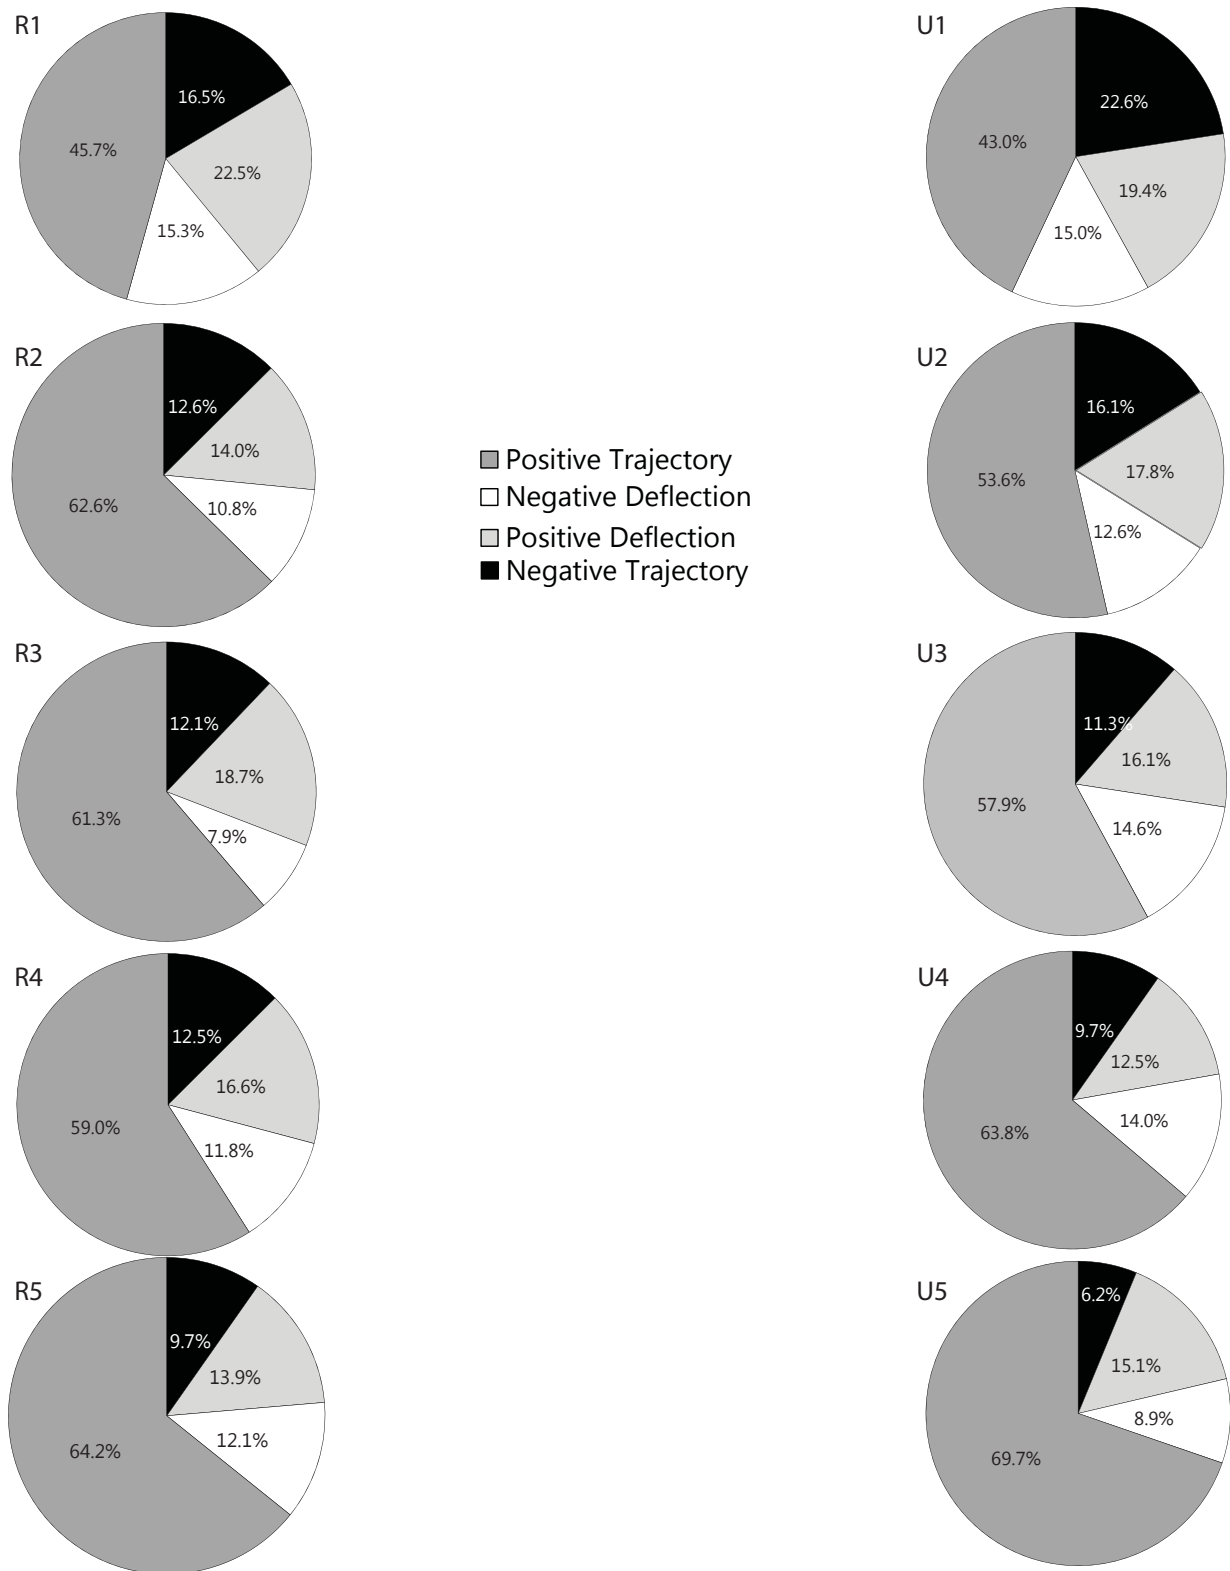 R1
16.5%
45.7%
22.5%
15.3%
U1
22.6%
43.0%
19.4%
15.0%
R2
12.6%
14.0%
62.6%
10.8%
Positive Trajectory
Negative Deflection
Positive Deflection
Negative Trajectory
U2
16.1%
17.8%
53.6%
12.6%
R3
12.1%
18.7%
61.3%
7.9%
U3
11.3%
16.1%
57.9%
14.6%
R4
12.5%
16.6%
59.0%
11.8%
U4
9.7%
12.5%
14.0%
63.8%
R5
9.7%
13.9%
12.1%
64.2%
U5
6.2%
15.1%
8.9%
69.7%